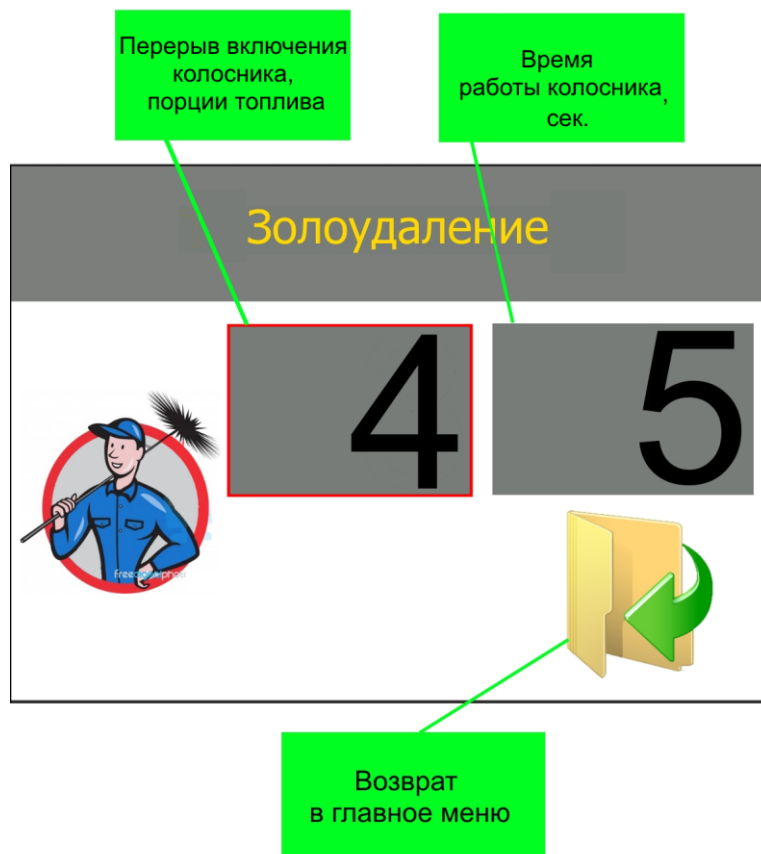 Перерыв включения
колосника,
порции топлива
Время
работы колосника,
сек.
Золоудаление
4
5
Возврат
в главное меню